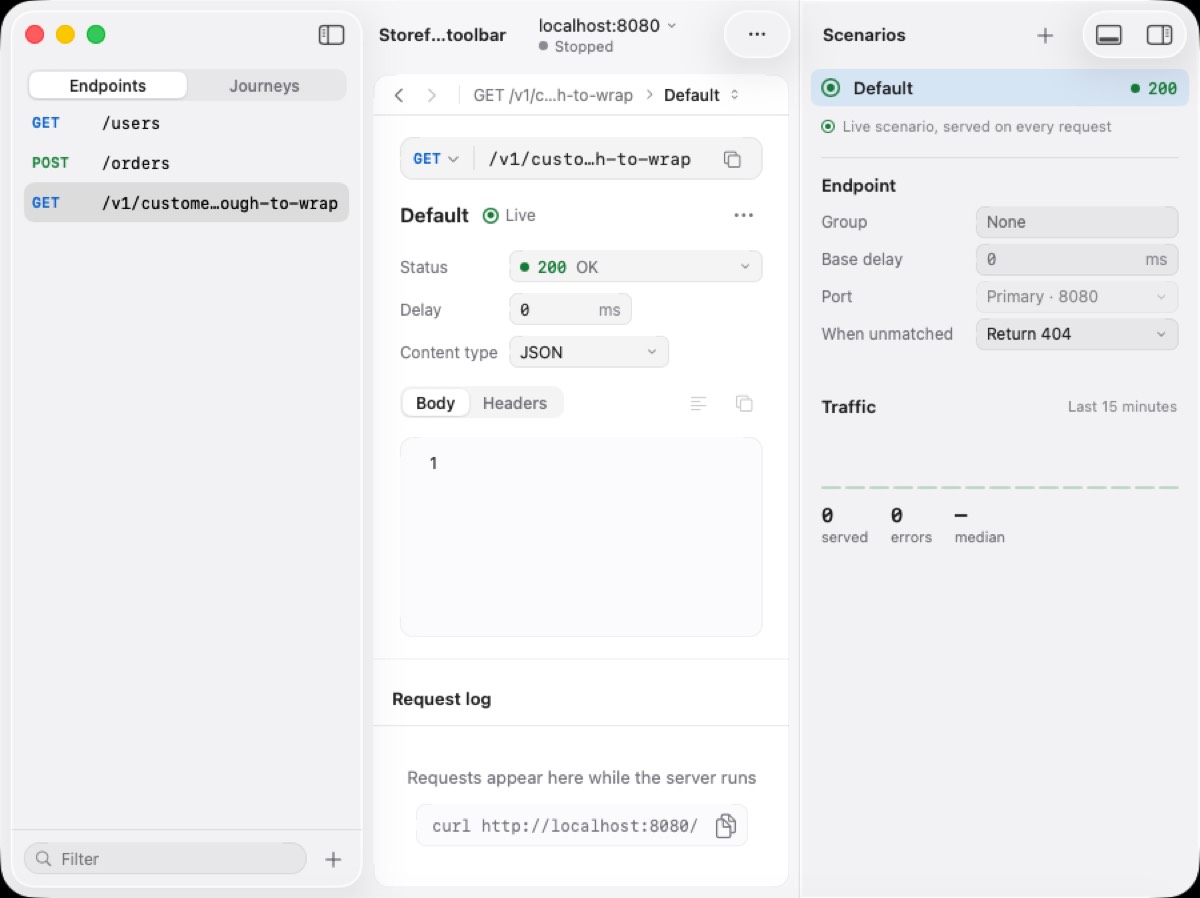 Endpoints
Journeys
GET /users
POST /orders
GET /v1/custome…ough-to-wrap
Filter
Storef…toolbar
localhost:8080
Stopped
GET /v1/c…h-to-wrap
Default
GET /v1/custo…h-to-wrap
Default
Live
Status
200 OK
Delay
0 ms
Content type
JSON
Body
Headers
1
Request log
Requests appear here while the server runs
curl http://localhost:8080/
Scenarios
Default
200
Live scenario, served on every request
Endpoint
Group
None
Base delay
0 ms
Port
Primary · 8080
When unmatched
Return 404
Traffic
Last 15 minutes
0
served
0
errors
–
median